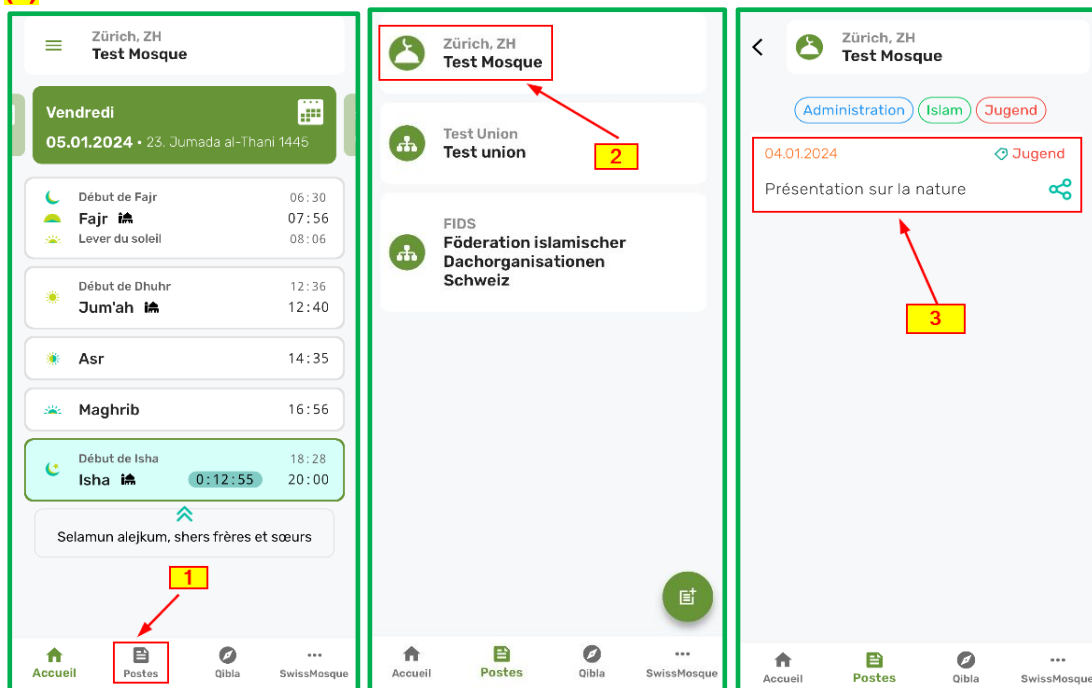 Zürich, ZH
Test Mosque
Vendredi
05.01.2024 • 23. Jumada al-Thani 1445
Début de Fajr 06:30
Fajr 07:56
Lever du soleil 08:06
Début de Dhuhr 12:36
Jum'ah 12:40
Asr 14:35
Maghrib 16:56
Début de Isha 18:28
Isha 0:12:55 20:00
Selamun alejkum, shers frères et sœurs
1
Accueil Postes Qibla SwissMosque
Zürich, ZH
Test Mosque
2
Test Union
Test union
FIDS
Föderation islamischer
Dachorganisationen
Schweiz
Accueil Postes Qibla SwissMosque
Zürich, ZH
Test Mosque
Administration Islam Jugend
04.01.2024 Jugend
Présentation sur la nature
3
Accueil Postes Qibla SwissMosque